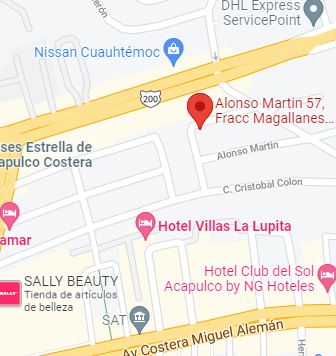 DHL Express
ServicePoint
Nissan Cuauhtémoc
200
Alonso Martin 57,
Fracc Magallanes...
ses Estrella de
apulco Costera
Alonso Martin
C. Cristobal Colon
amar
Hotel Villas La Lupita
SALLY BEAUTY
Tienda de artículos
de belleza
Hotel Club del Sol
Acapulco by NG Hoteles
SAT
Av Costera Miguel Alemán